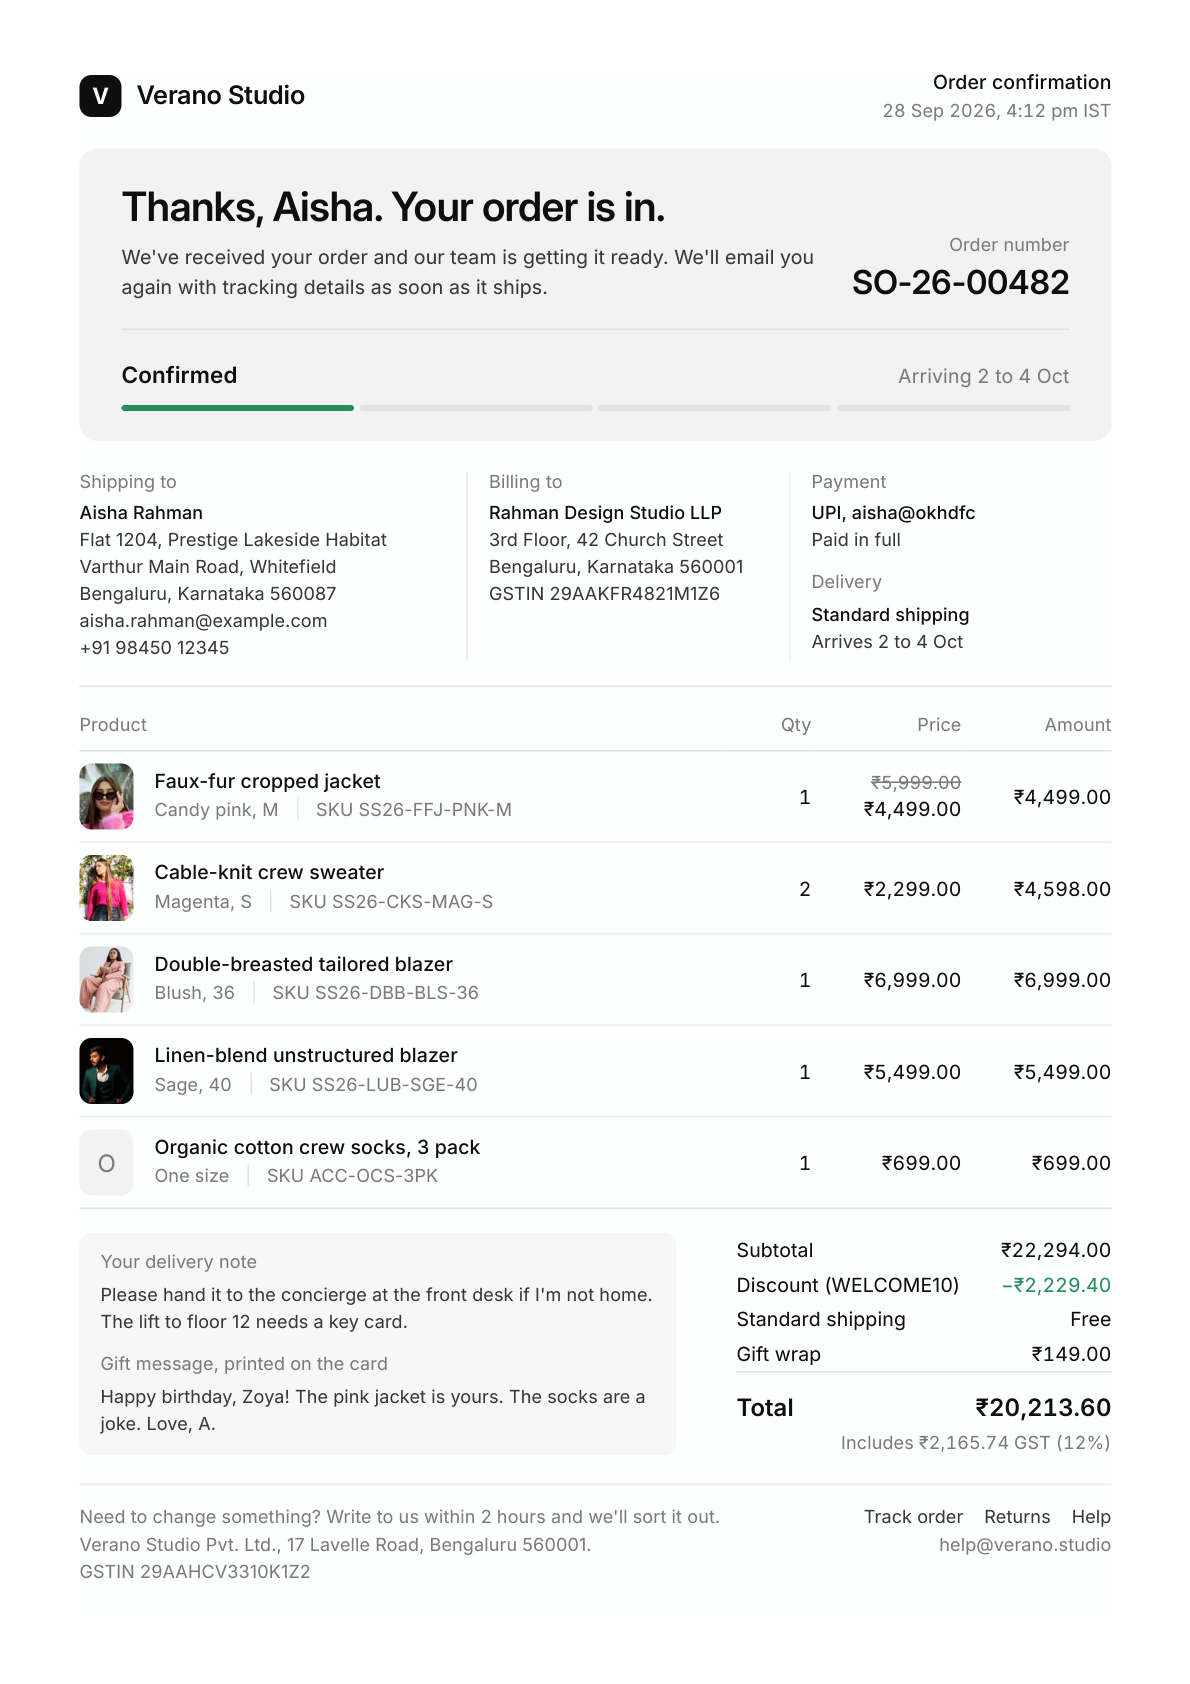 V
Verano Studio
Order confirmation
28 Sep 2026, 4:12 pm IST
Thanks, Aisha. Your order is in.
We've received your order and our team is getting it ready. We'll email you
again with tracking details as soon as it ships.
Order number
SO-26-00482
Confirmed
Arriving 2 to 4 Oct
Shipping to
Aisha Rahman
Flat 1204, Prestige Lakeside Habitat
Varthur Main Road, Whitefield
Bengaluru, Karnataka 560087
aisha.rahman@example.com
+91 98450 12345
Billing to
Rahman Design Studio LLP
3rd Floor, 42 Church Street
Bengaluru, Karnataka 560001
GSTIN 29AAKFR4821M1Z6
Payment
UPI, aisha@okhdfc
Paid in full
Delivery
Standard shipping
Arrives 2 to 4 Oct
Product Qty Price Amount
Faux-fur cropped jacket
Candy pink, M SKU SS26-FFJ-PNK-M
1
₹5,999.00
₹4,499.00
₹4,499.00
Cable-knit crew sweater
Magenta, S SKU SS26-CKS-MAG-S
2 ₹2,299.00 ₹4,598.00
Double-breasted tailored blazer
Blush, 36 SKU SS26-DBB-BLS-36
1 ₹6,999.00 ₹6,999.00
Linen-blend unstructured blazer
Sage, 40 SKU SS26-LUB-SGE-40
1 ₹5,499.00 ₹5,499.00
O
Organic cotton crew socks, 3 pack
One size SKU ACC-OCS-3PK
1 ₹699.00 ₹699.00
Your delivery note
Please hand it to the concierge at the front desk if I'm not home.
The lift to floor 12 needs a key card.
Gift message, printed on the card
Happy birthday, Zoya! The pink jacket is yours. The socks are a
joke. Love, A.
Subtotal ₹22,294.00
Discount (WELCOME10) −₹2,229.40
Standard shipping Free
Gift wrap ₹149.00
Total ₹20,213.60
Includes ₹2,165.74 GST (12%)
Need to change something? Write to us within 2 hours and we'll sort it out.
Verano Studio Pvt. Ltd., 17 Lavelle Road, Bengaluru 560001.
GSTIN 29AAHCV3310K1Z2
Track order Returns Help
help@verano.studio